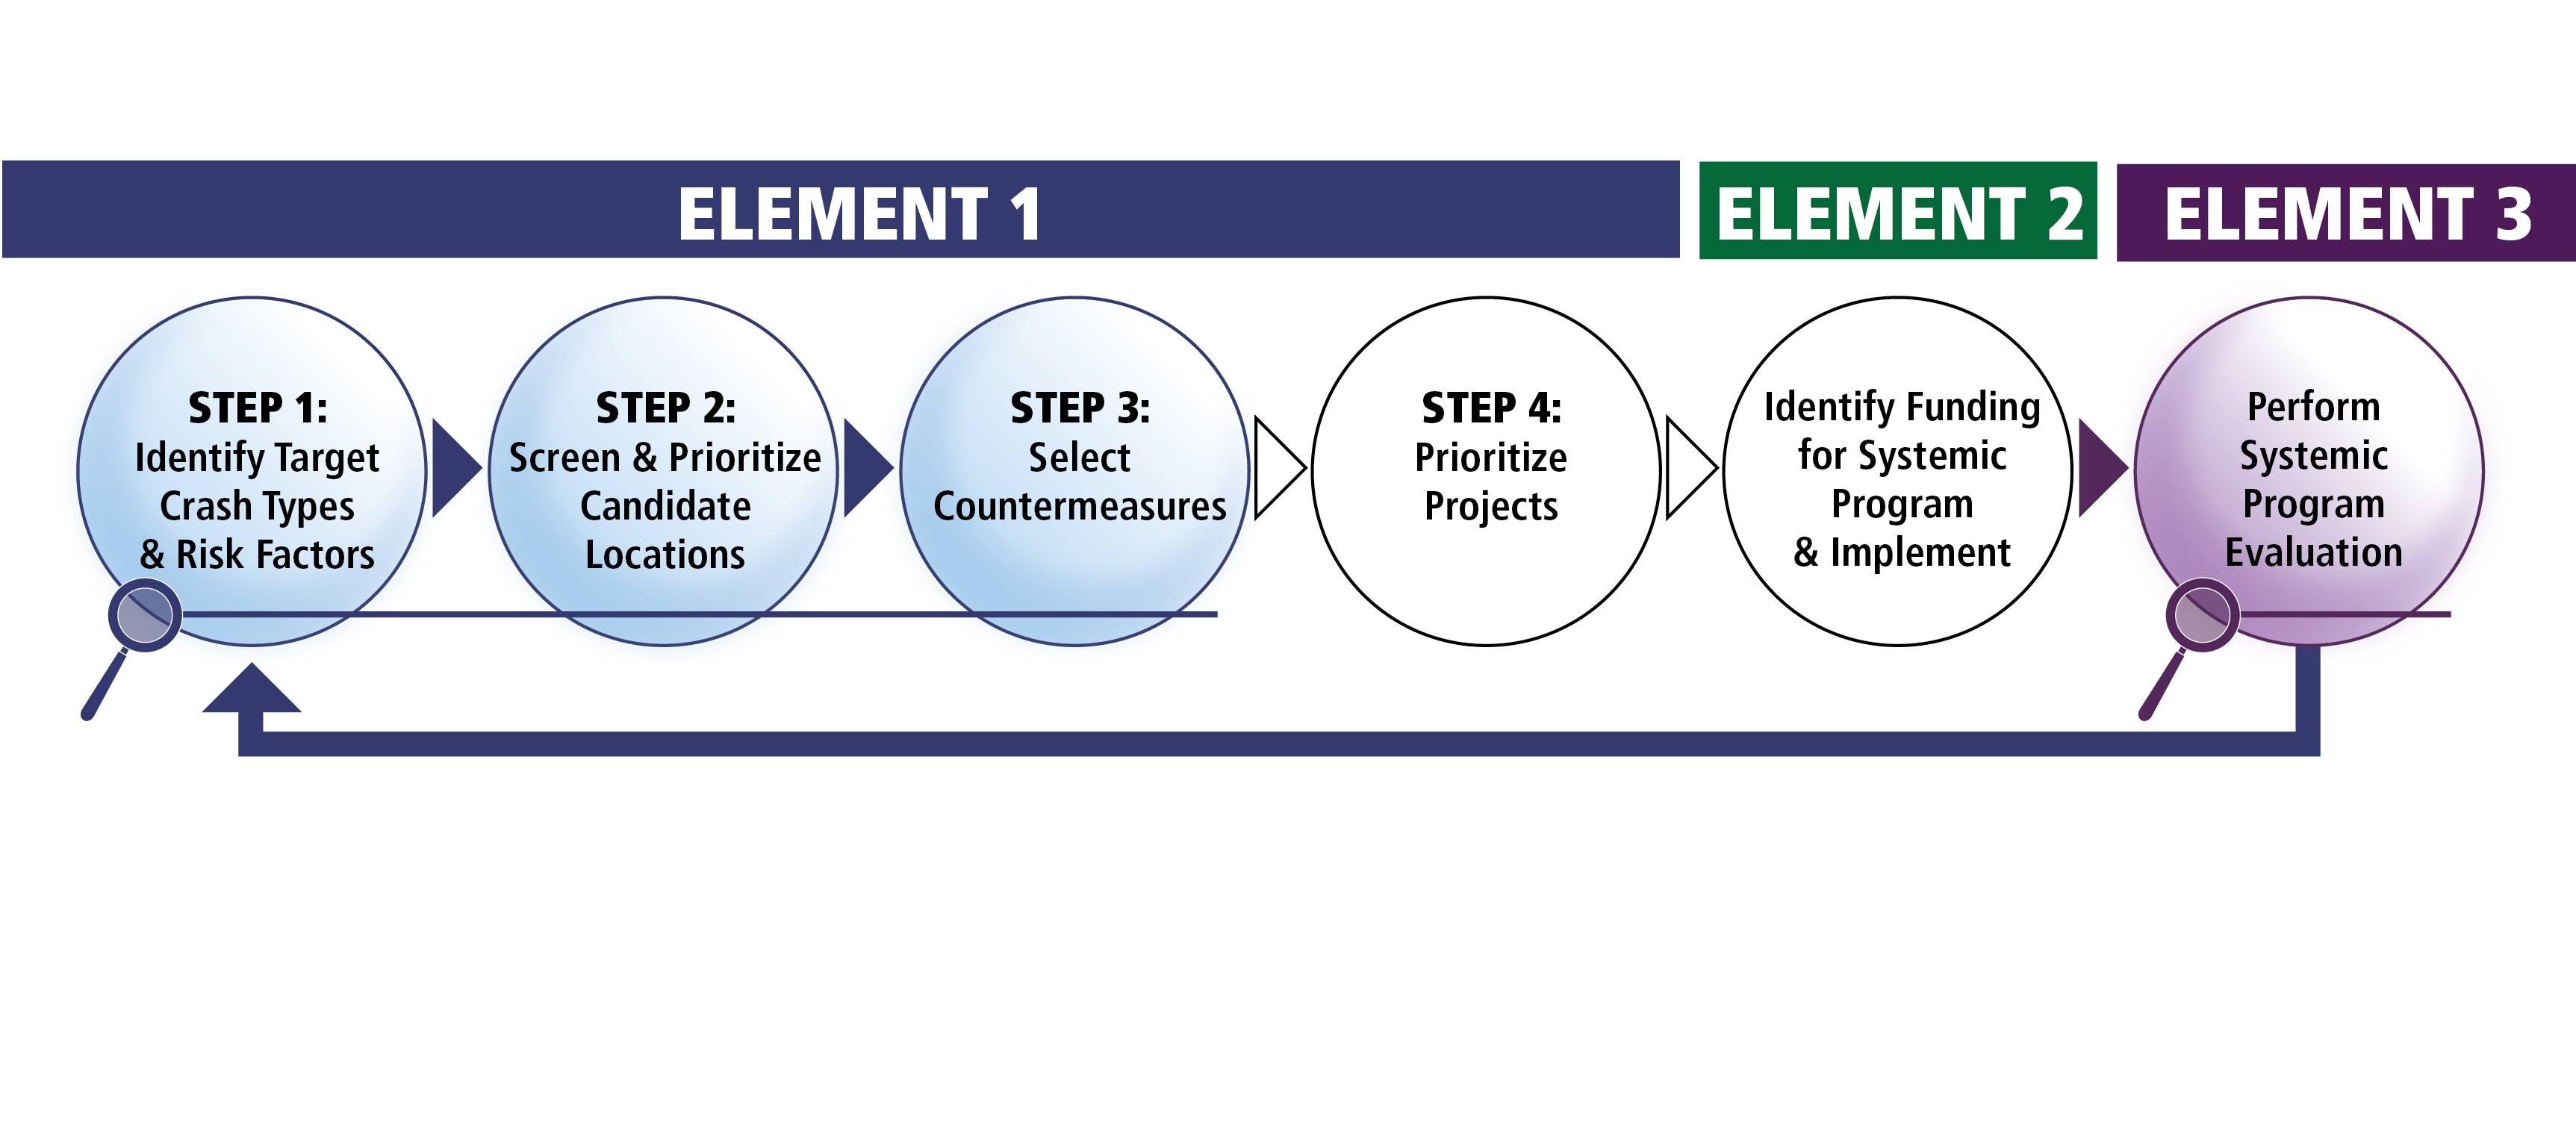 ELEMENT 1
ELEMENT 2
ELEMENT 3
STEP 1:
Identify Target
Crash Types
& Risk Factors
STEP 2:
Screen & Prioritize
Candidate
Locations
STEP 3:
Select
Countermeasures
STEP 4:
Prioritize
Projects
Identify Funding
for Systemic
Program
& Implement
Perform
Systemic
Program
Evaluation